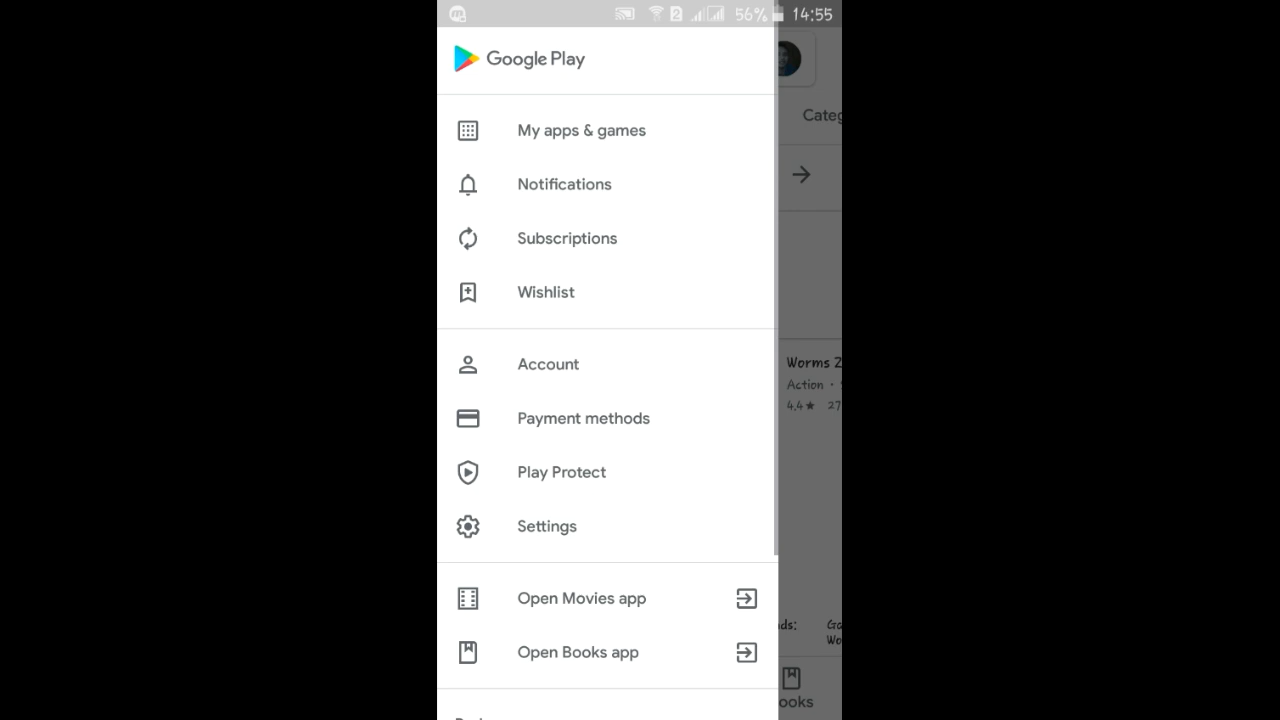 2 56% 14:55
Google Play
Categ
My apps & games
Notifications
Subscriptions
Wishlist
Account
Worms
Action
4.4★ 27
Payment methods
Play Protect
Settings
Open Movies app
ds:
Wo
Open Books app
ooks